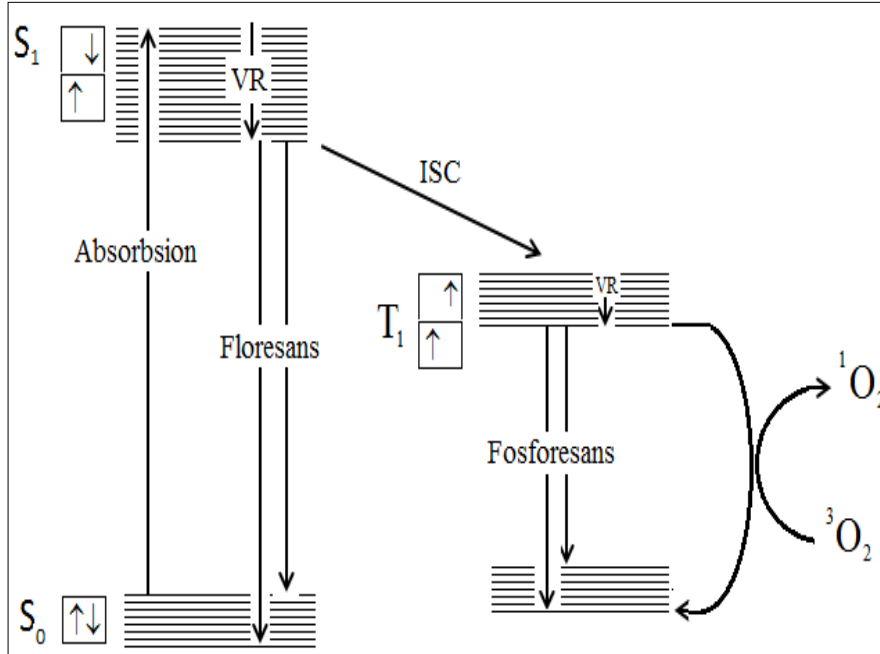 S₁
↓
↑
VR
ISC
Absorbsion
Floresans
T₁
↑
↑
VR
Fosforesans
¹O₂
³O₂
S₀
↑↓